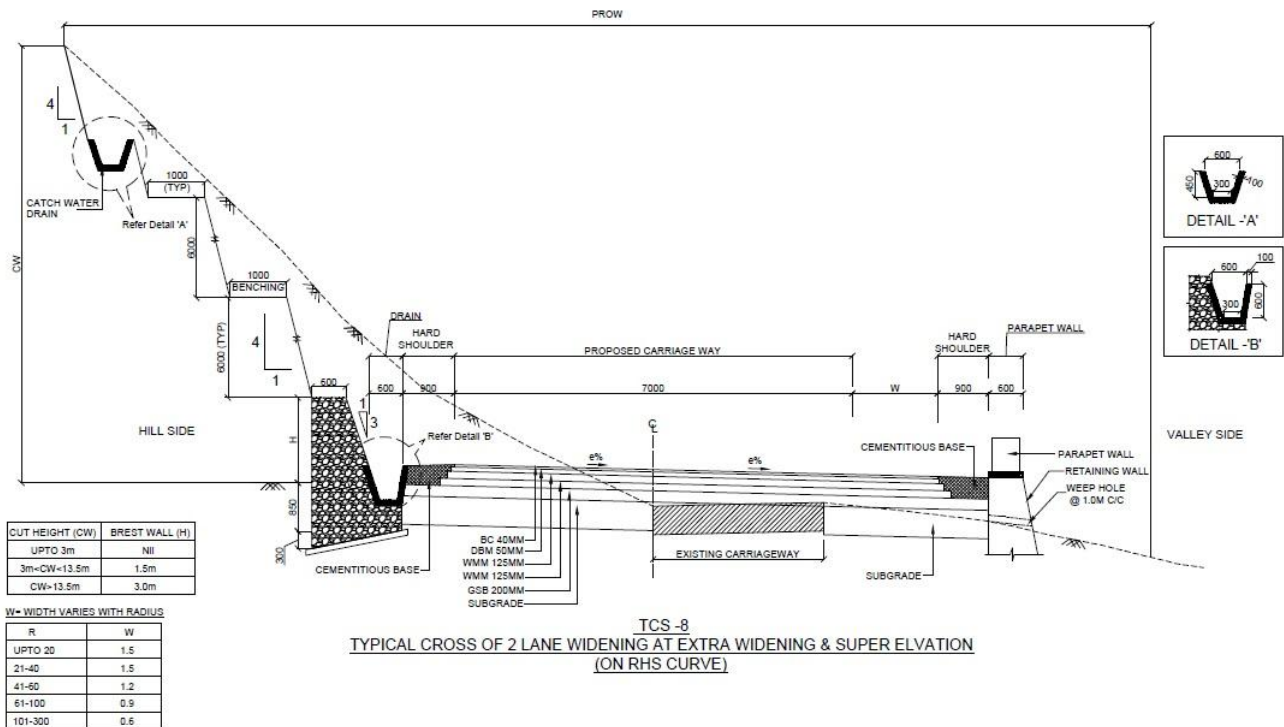 PROW
4
1
CW
CATCH WATER
DRAIN
1000
(TYP)
Refer Detail 'A'
6000
1000
BENCHING
6000 (TYP)
4
1
600
450
300
100
DETAIL -'A'
600
100
300
600
DETAIL -'B'
DRAIN
HARD
SHOULDER
PROPOSED CARRIAGE WAY
HARD
SHOULDER
PARAPET WALL
600
600
900
7000
W
900
600
1
3
HILL SIDE
H
Refer Detail 'B'
CL
e%
e%
CEMENTITIOUS BASE
VALLEY SIDE
PARAPET WALL
RETAINING WALL
WEEP HOLE
@ 1.0M C/C
850
300
CEMENTITIOUS BASE
BC 40MM
DBM 50MM
WMM 125MM
WMM 125MM
GSB 200MM
SUBGRADE
EXISTING CARRIAGEWAY
SUBGRADE
CUT HEIGHT (CW) BREST WALL (H)
UPTO 3m Nil
3m<CW<13.5m 1.5m
CW>13.5m 3.0m
W= WIDTH VARIES WITH RADIUS
R W
UPTO 20 1.5
21-40 1.5
41-60 1.2
61-100 0.9
101-300 0.6
TCS -8
TYPICAL CROSS OF 2 LANE WIDENING AT EXTRA WIDENING & SUPER ELVATION
(ON RHS CURVE)